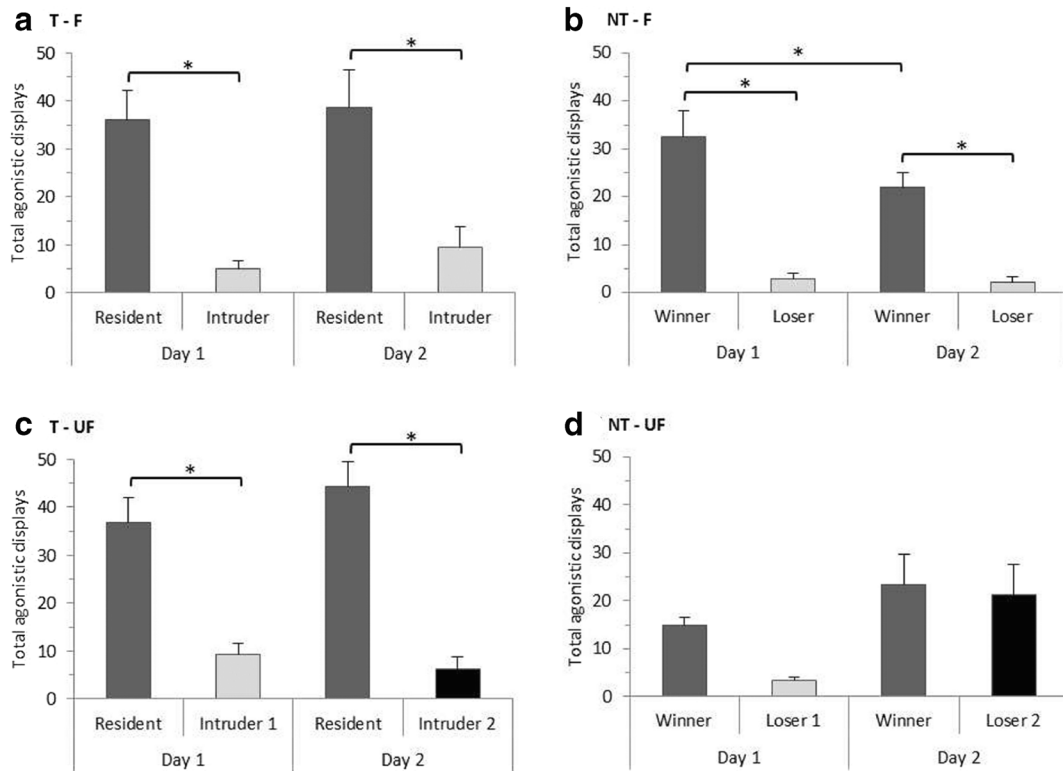 a T - F
Total agonistic displays
50
40
30
20
10
0
*
*
Resident Intruder Resident Intruder
Day 1 Day 2
b NT - F
Total agonistic displays
50
40
30
20
10
0
*
*
*
Winner Loser Winner Loser
Day 1 Day 2
c T - UF
Total agonistic displays
50
40
30
20
10
0
*
*
Resident Intruder 1 Resident Intruder 2
Day 1 Day 2
d NT - UF
Total agonistic displays
50
40
30
20
10
0
Winner Loser 1 Winner Loser 2
Day 1 Day 2